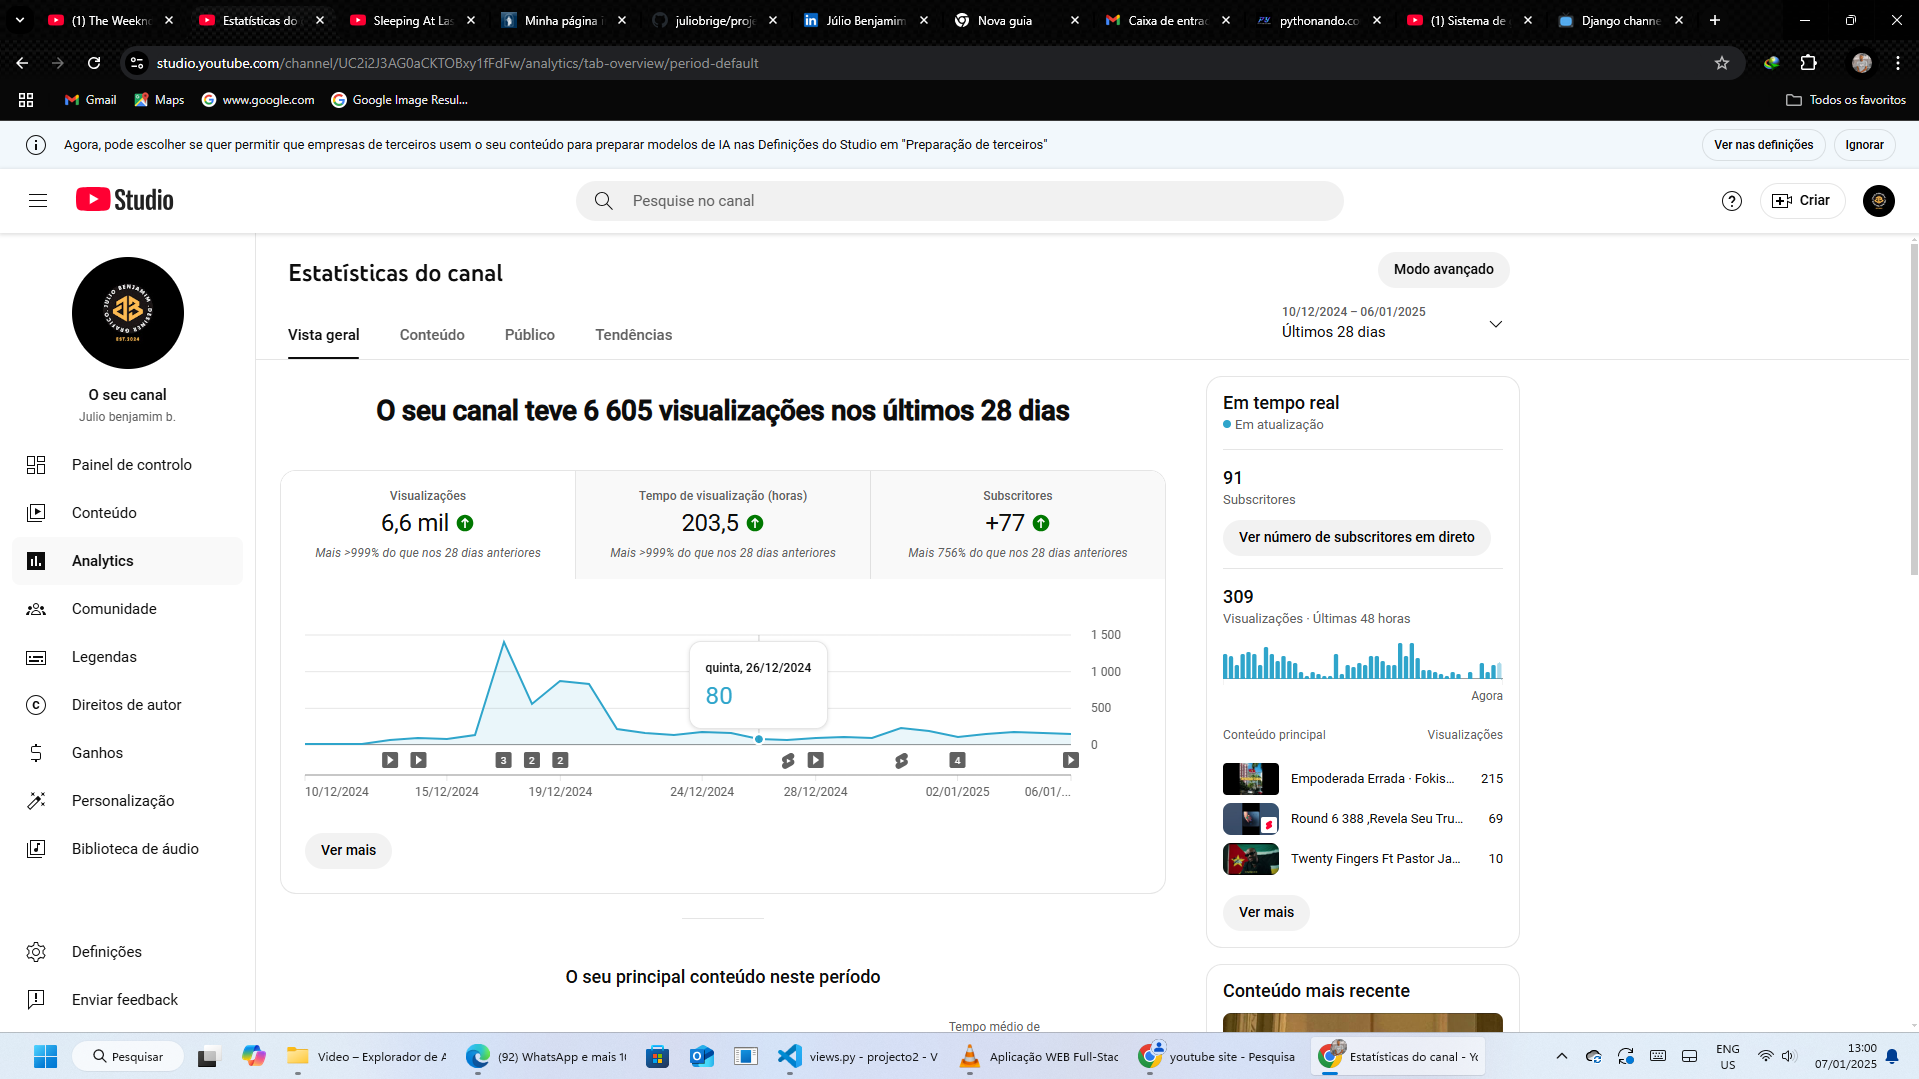 (1) The Weekn
Estatísticas do
Sleeping At Las
Minha página i
juliobrige/proje
Júlio Benjamim
Nova guia
Caixa de entra
pythonando.co
(1) Sistema de
Django channe
studio.youtube.com/channel/UC2i2J3AG0aCKTOBxy1fFdFw/analytics/tab-overview/period-default
Gmail
Maps
www.google.com
Google Image Resul...
Todos os favoritos
Agora, pode escolher se quer permitir que empresas de terceiros usem o seu conteúdo para preparar modelos de IA nas Definições do Studio em "Preparação de terceiros"
Ver nas definições
Ignorar
Studio
Pesquise no canal
Criar
JULIO BENJAMIM
DESINER GRÁFICO
EST.2024
O seu canal
Julio benjamim b.
Painel de controlo
Conteúdo
Analytics
Comunidade
Legendas
Direitos de autor
Ganhos
Personalização
Biblioteca de áudio
Definições
Enviar feedback
Estatísticas do canal
Modo avançado
Vista geral
Conteúdo
Público
Tendências
10/12/2024 – 06/01/2025
Últimos 28 dias
O seu canal teve 6 605 visualizações nos últimos 28 dias
Visualizações
6,6 mil
Mais >999% do que nos 28 dias anteriores
Tempo de visualização (horas)
203,5
Mais >999% do que nos 28 dias anteriores
Subscritores
+77
Mais 756% do que nos 28 dias anteriores
1 500
1 000
500
0
quinta, 26/12/2024
80
3
2
2
4
10/12/2024
15/12/2024
19/12/2024
24/12/2024
28/12/2024
02/01/2025
06/01/...
Ver mais
O seu principal conteúdo neste período
Tempo médio de
Em tempo real
Em atualização
91
Subscritores
Ver número de subscritores em direto
309
Visualizações · Últimas 48 horas
Agora
Conteúdo principal
Visualizações
Empoderada Errada · Fokis...
215
Round 6 388 ,Revela Seu Tru...
69
Twenty Fingers Ft Pastor Ja...
10
Ver mais
Conteúdo mais recente
Pesquisar
Video – Explorador de A
(92) WhatsApp e mais 1
views.py - projecto2 - V
Aplicação WEB Full-Stac
youtube site - Pesquisa
Estatísticas do canal - Yo
ENG
US
13:00
07/01/2025